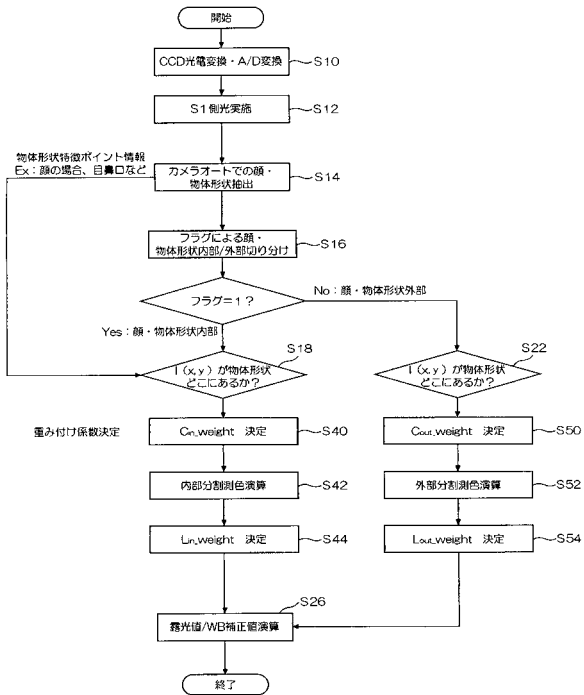 開始
CCD光電変換・A/D変換
S10
S1側光実施
S12
物体形状特徴ポイント情報
Ex：顔の場合、目鼻口など
カメラオートでの顔・
物体形状抽出
S14
フラグによる顔・
物体形状内部/外部切り分け
S16
フラグ=1？
No：顔・物体形状外部
Yes：顔・物体形状内部
S18
I（x,y）が物体形状
どこにあるか？
S22
I（x,y）が物体形状
どこにあるか？
重み付け係数決定
Cin_weight 決定
S40
Cout_weight 決定
S50
内部分割測色演算
S42
外部分割測色演算
S52
Lin_weight 決定
S44
Lout_weight 決定
S54
S26
露光値/WB補正値演算
終了